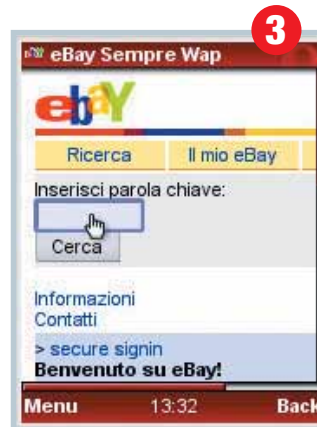 3
eBay Sempre Wap
ebaY
Ricerca Il mio eBay
Inserisci parola chiave:
Cerca
Informazioni
Contatti
> secure signin
Benvenuto su eBay!
Menu 13:32 Back